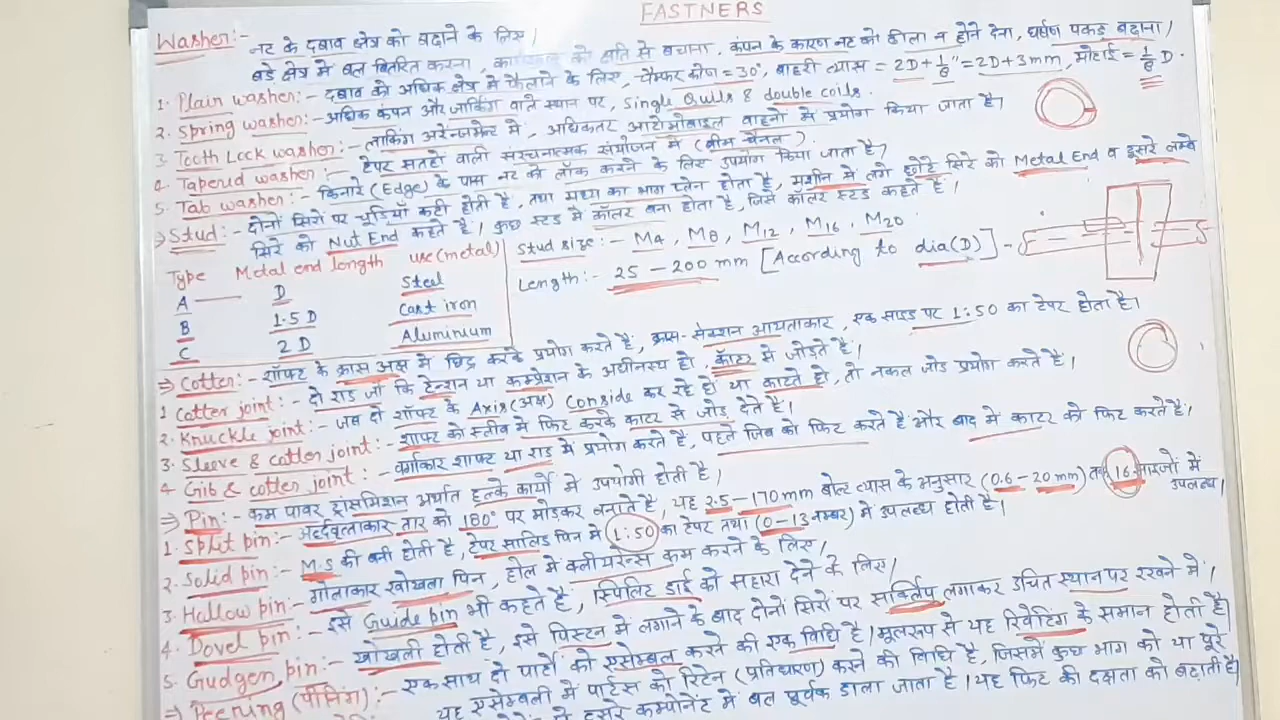 FASTNERS
Washer:- नट के दबाव क्षेत्र को बढ़ाने के लिए।
बड़े क्षेत्र में बल वितरित करना, कार्यखण्ड को क्षति से बचाना, कंपन के कारण नट को ढीला न होने देना, घर्षण पकड़ बढ़ाना।
1. Plain washer:- दबाव को अधिक क्षेत्र में फैलाने के लिए, चैम्फर कोण = 30°, बाहरी व्यास = 2D+1/8" = 2D+3mm, मोटाई = 1/8 D.
2. Spring washer:- अधिक कंपन और जॉकिंग वाले स्थान पर, Single Quils & double coils.
3. Tooth Lock washer:- लाकिंग अरेन्जमेन्ट में, अधिकतर आटोमोबाइल वाहनों में प्रयोग किया जाता है।
4. Taperd washer:- टेपर सतहों वाली संरचनात्मक संयोजन में (बीम चैनल).
5. Tab washer:- किनारे (Edge) के पास नट को लॉक करने के लिए उपयोग किया जाता है।
⇒ Stud:- दोनों सिरों पर चूड़ियाँ कटी होती है, तथा मध्य का भाग प्लेन होता है, मशीन में लगे छोटे सिरे को Metal End व दूसरे लम्बे
सिरे को Nut End कहते है। कुछ स्टड में कॉलर बना होता है, जिसे कॉलर स्टड कहते है।
Type Metal end length use(metal)
A D Steel
B 1.5 D Cast iron
C 2D Aluminium
Stud size:- M4, M8, M12, M16, M20
Length:- 25 - 200 mm [According to dia(D)]
⇒ Cotter:- शॉफ्ट के क्रास अक्ष में छिद्र करके प्रयोग करते है, क्रास-सेक्शन आयताकार, एक साइड पर 1:50 का टेपर होता है।
1 Cotter joint:- दो राड जो कि टेन्शन या कम्प्रेशन के अधीनस्थ हो, कॉटर में जोड़ते है।
2. Knuckle joint:- जब दो शॉफ्ट के Axis(अक्ष) Conside कर रहे हो या काटते हो, तो नकल जोड़ प्रयोग करते है।
3. Sleeve & cotter joint:- शाफ्ट को स्लीव में फिट करके काटर से जोड़ देते है।
4 Gib & cotter joint:- वर्गाकार शाफ्ट या राड में प्रयोग करते है, पहले जिब को फिट करते है और बाद में काटर को फिट करते है।
⇒ Pin:- कम पावर ट्रांसमिशन अर्थात हल्के कार्यो में उपयोगी होती है।
1. Split pin:- अर्द्धवृत्ताकार तार को 180° पर मोड़कर बनाते है, यह 2.5 - 170mm बोल्ट व्यास के अनुसार (0.6 - 20 mm) तक 16 साइजों में उपलब्ध।
2. Solid pin:- M.S की बनी होती है, टेपर सालिड पिन में 1:50 का टेपर तथा (0-13 नम्बर) में उपलब्ध होती है।
3. Hallow pin:- गोलाकार खोखला पिन, होल में क्लीयरेन्स कम करने के लिए।
4. Dovel pin:- इसे Guide pin भी कहते है, स्पिलिट डाई को सहारा देने के लिए।
5. Gudgen pin:- खोखली होती है, इसे पिस्टन में लगाने के बाद दोनों सिरों पर सर्क्लिप लगाकर उचित स्थान पर रखने में।
⇒ Peening (पीनिंग):- एक साथ दो पार्टो को एसेम्बल करने की एक विधि है। मूलरूप से यह रिवेटिंग के समान होती है।
यह एसेम्बली में पार्टस को रिटेन (प्रतिधारण) करने की विधि है, जिसमें कुछ भाग को या पूरे
में दूसरे कम्पोनेंट में बल पूर्वक डाला जाता है। यह फिट की दक्षता को बढ़ाती है।